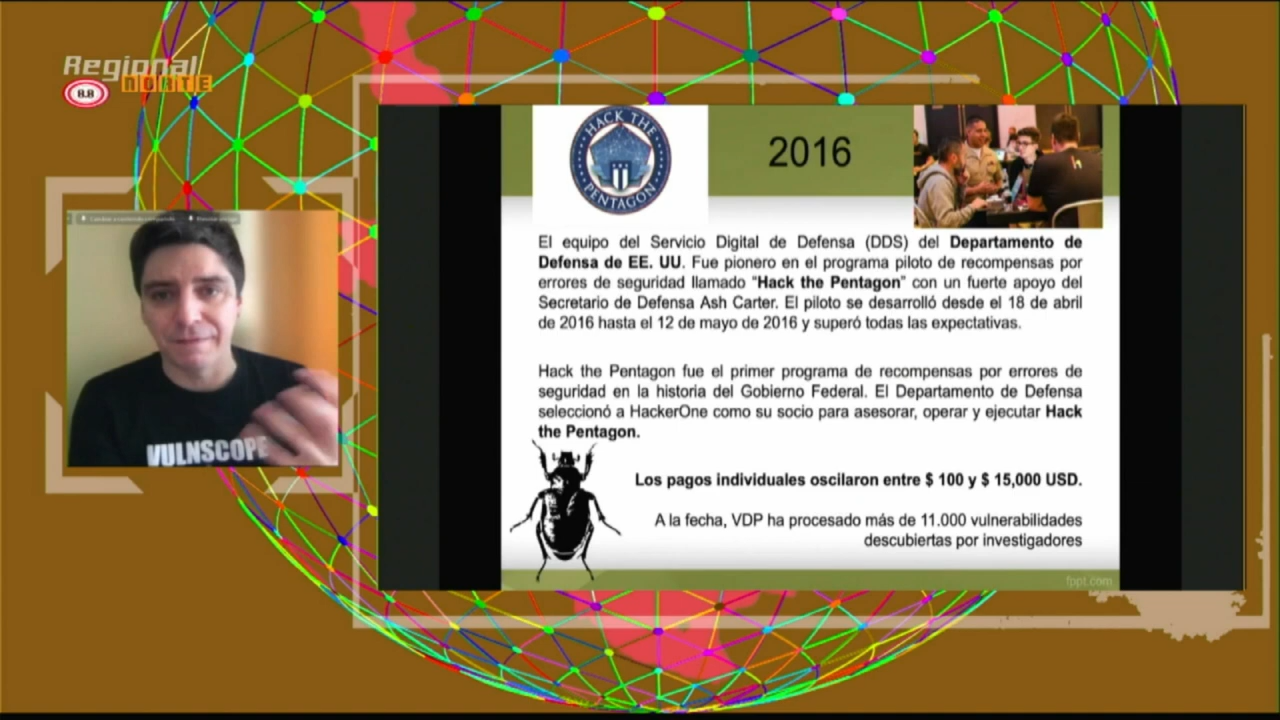 Regional
NORTE
8.8
HACK THE
PENTAGON
2016
El equipo del Servicio Digital de Defensa (DDS) del Departamento de
Defensa de EE. UU. Fue pionero en el programa piloto de recompensas por
errores de seguridad llamado “Hack the Pentagon” con un fuerte apoyo del
Secretario de Defensa Ash Carter. El piloto se desarrolló desde el 18 de abril
de 2016 hasta el 12 de mayo de 2016 y superó todas las expectativas.
Hack the Pentagon fue el primer programa de recompensas por errores de
seguridad en la historia del Gobierno Federal. El Departamento de Defensa
seleccionó a HackerOne como su socio para asesorar, operar y ejecutar Hack
the Pentagon.
Los pagos individuales oscilaron entre $ 100 y $ 15,000 USD.
A la fecha, VDP ha procesado más de 11.000 vulnerabilidades
descubiertas por investigadores
fppt.com
VULNSCOPE